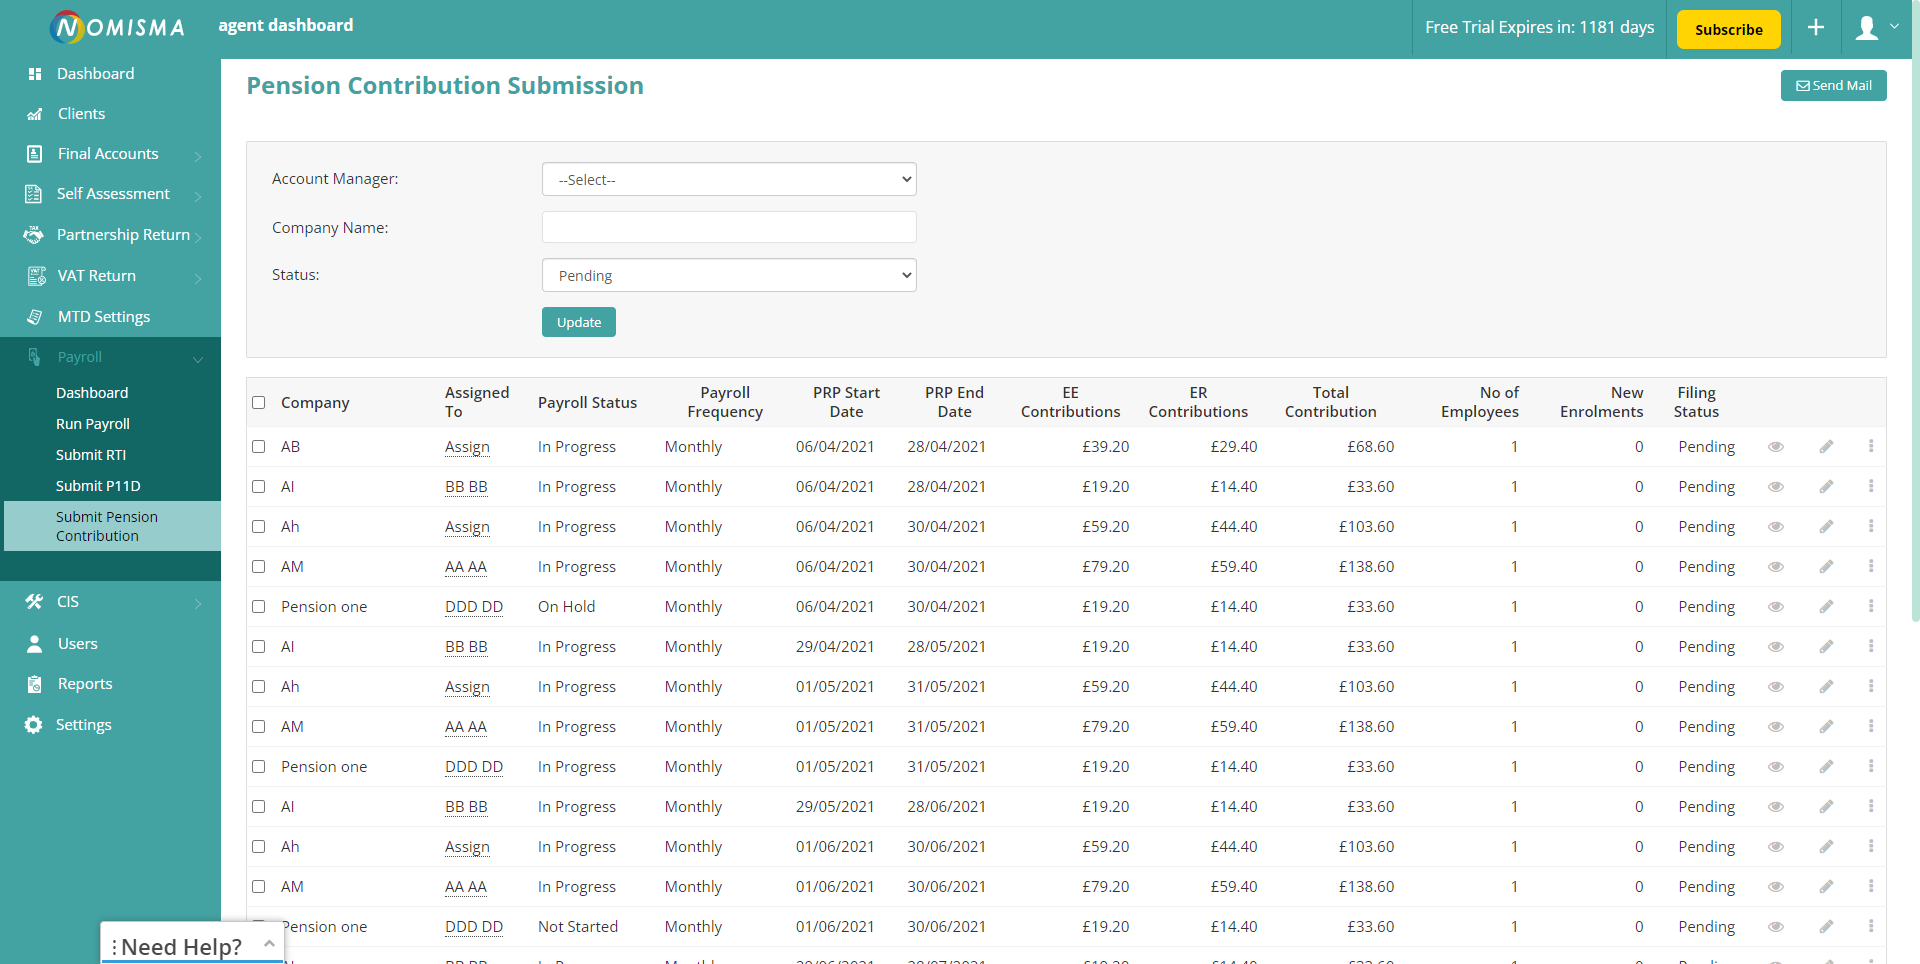 NOMISMA
agent dashboard
Free Trial Expires in: 1181 days
Subscribe
Dashboard
Clients
Final Accounts
Self Assessment
Partnership Return
VAT Return
MTD Settings
Payroll
Dashboard
Run Payroll
Submit RTI
Submit P11D
Submit Pension
Contribution
CIS
Users
Reports
Settings
Pension Contribution Submission
Send Mail
Account Manager:
--Select--
Company Name:
Status:
Pending
Update
Company Assigned To Payroll Status Payroll Frequency PRP Start Date PRP End Date EE Contributions ER Contributions Total Contribution No of Employees New Enrolments Filing Status
AB Assign In Progress Monthly 06/04/2021 28/04/2021 £39.20 £29.40 £68.60 1 0 Pending
AI BB BB In Progress Monthly 06/04/2021 28/04/2021 £19.20 £14.40 £33.60 1 0 Pending
Ah Assign In Progress Monthly 06/04/2021 30/04/2021 £59.20 £44.40 £103.60 1 0 Pending
AM AA AA In Progress Monthly 06/04/2021 30/04/2021 £79.20 £59.40 £138.60 1 0 Pending
Pension one DDD DD On Hold Monthly 06/04/2021 30/04/2021 £19.20 £14.40 £33.60 1 0 Pending
AI BB BB In Progress Monthly 29/04/2021 28/05/2021 £19.20 £14.40 £33.60 1 0 Pending
Ah Assign In Progress Monthly 01/05/2021 31/05/2021 £59.20 £44.40 £103.60 1 0 Pending
AM AA AA In Progress Monthly 01/05/2021 31/05/2021 £79.20 £59.40 £138.60 1 0 Pending
Pension one DDD DD In Progress Monthly 01/05/2021 31/05/2021 £19.20 £14.40 £33.60 1 0 Pending
AI BB BB In Progress Monthly 29/05/2021 28/06/2021 £19.20 £14.40 £33.60 1 0 Pending
Ah Assign In Progress Monthly 01/06/2021 30/06/2021 £59.20 £44.40 £103.60 1 0 Pending
AM AA AA In Progress Monthly 01/06/2021 30/06/2021 £79.20 £59.40 £138.60 1 0 Pending
Pension one DDD DD Not Started Monthly 01/06/2021 30/06/2021 £19.20 £14.40 £33.60 1 0 Pending
Need Help?